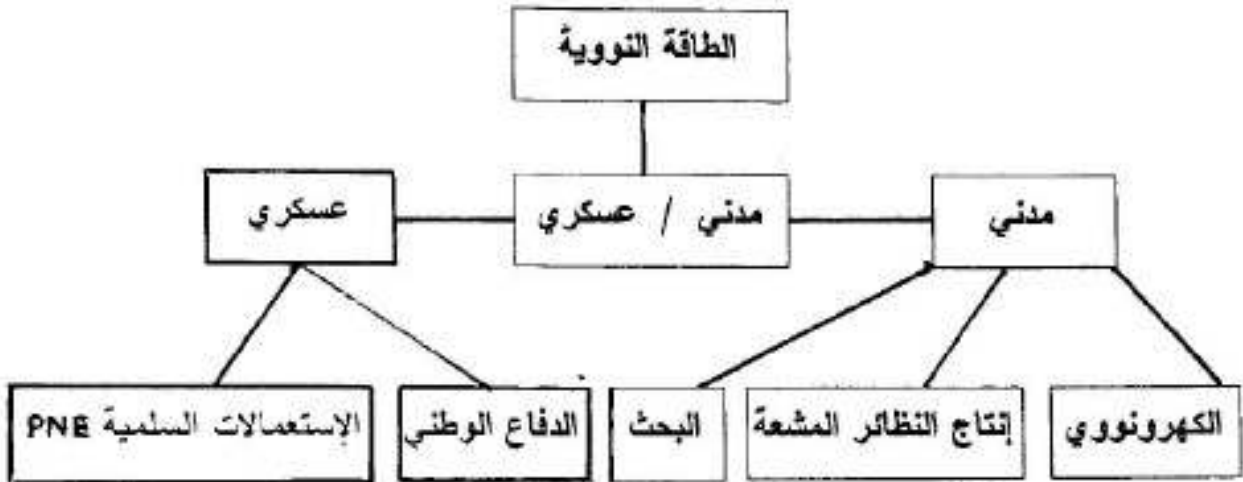 الطاقة النووية
مدني
مدني / عسكري
عسكري
الكهرونووي
إنتاج النظائر المشعة
البحث
الدفاع الوطني
الإستعمالات السلمية PNE